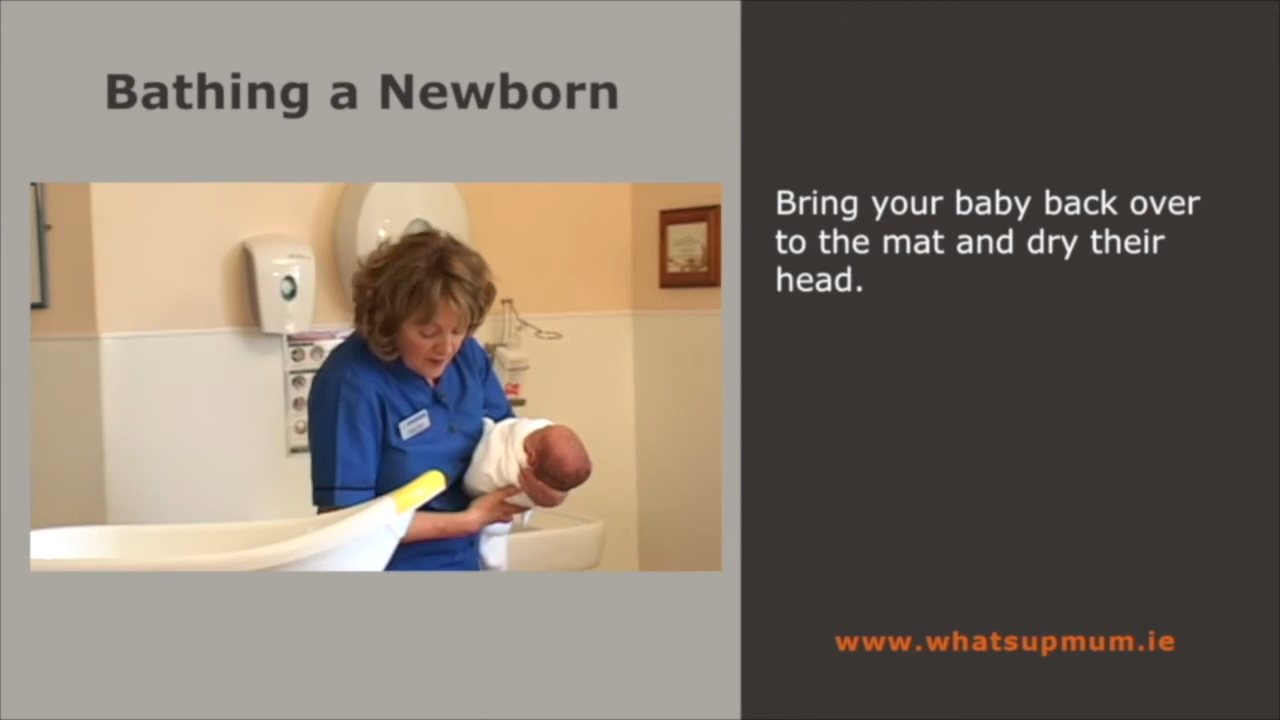 Bathing a Newborn
Bring your baby back over
to the mat and dry their
head.
www.whatsupmum.ie